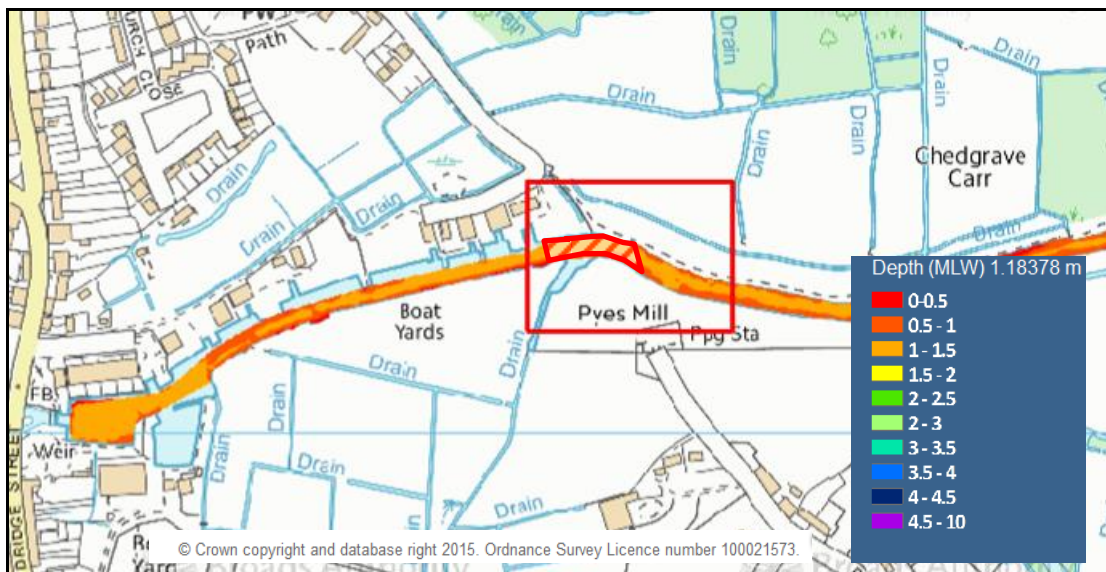 PW
Path
CLOSE
Drain
Drain
Drain
Drain
Drain
Drain
Drain
Drain
Drain
Chedgrave
Carr
Drain
Boat
Yards
Pyes Mill
Ppg Sta
Drain
Drain
FB
Weir
Drain
Drain
Drain
STREET
Yard
Depth (MLW) 1.18378 m
0-0.5
0.5 - 1
1 - 1.5
1.5 - 2
2 - 2.5
2 - 3
3 - 3.5
3.5 - 4
4 - 4.5
4.5 - 10
© Crown copyright and database right 2015. Ordnance Survey Licence number 100021573.